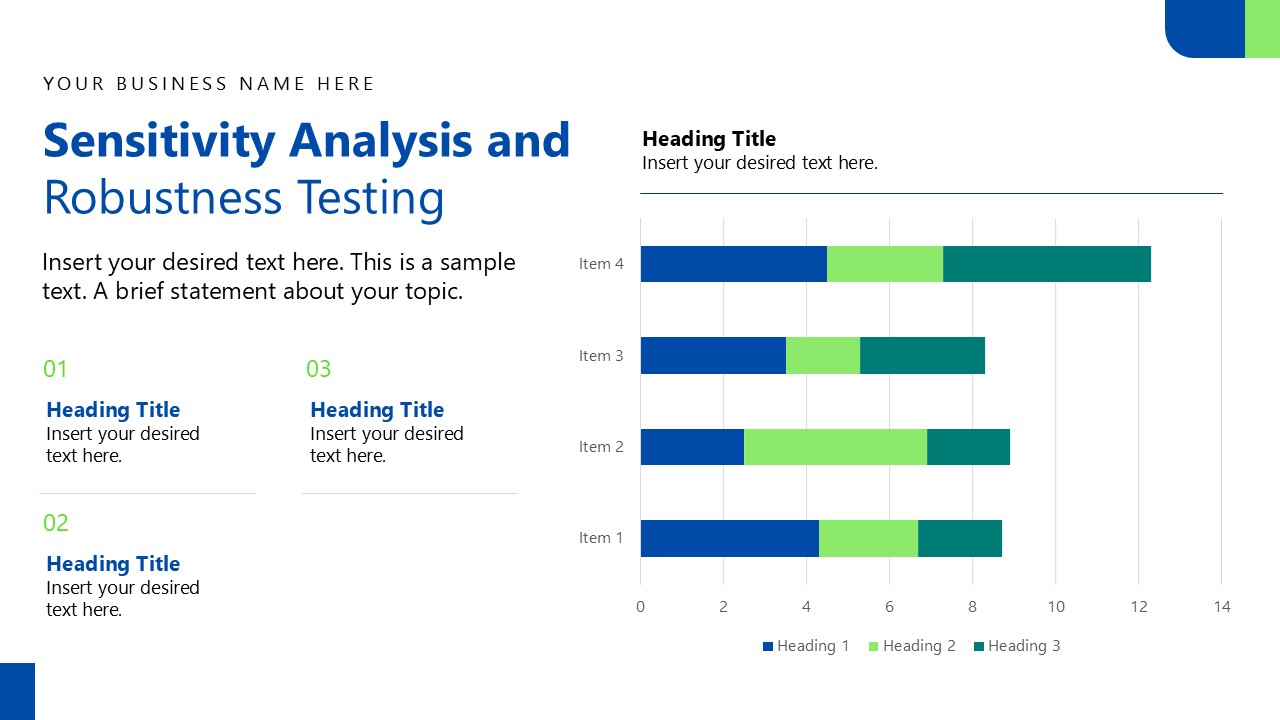 YOUR BUSINESS NAME HERE
Sensitivity Analysis and
Robustness Testing
Insert your desired text here. This is a sample
text. A brief statement about your topic.
01
Heading Title
Insert your desired
text here.
02
Heading Title
Insert your desired
text here.
03
Heading Title
Insert your desired
text here.
Heading Title
Insert your desired text here.
Item 4
Item 3
Item 2
Item 1
0 2 4 6 8 10 12 14
Heading 1 Heading 2 Heading 3